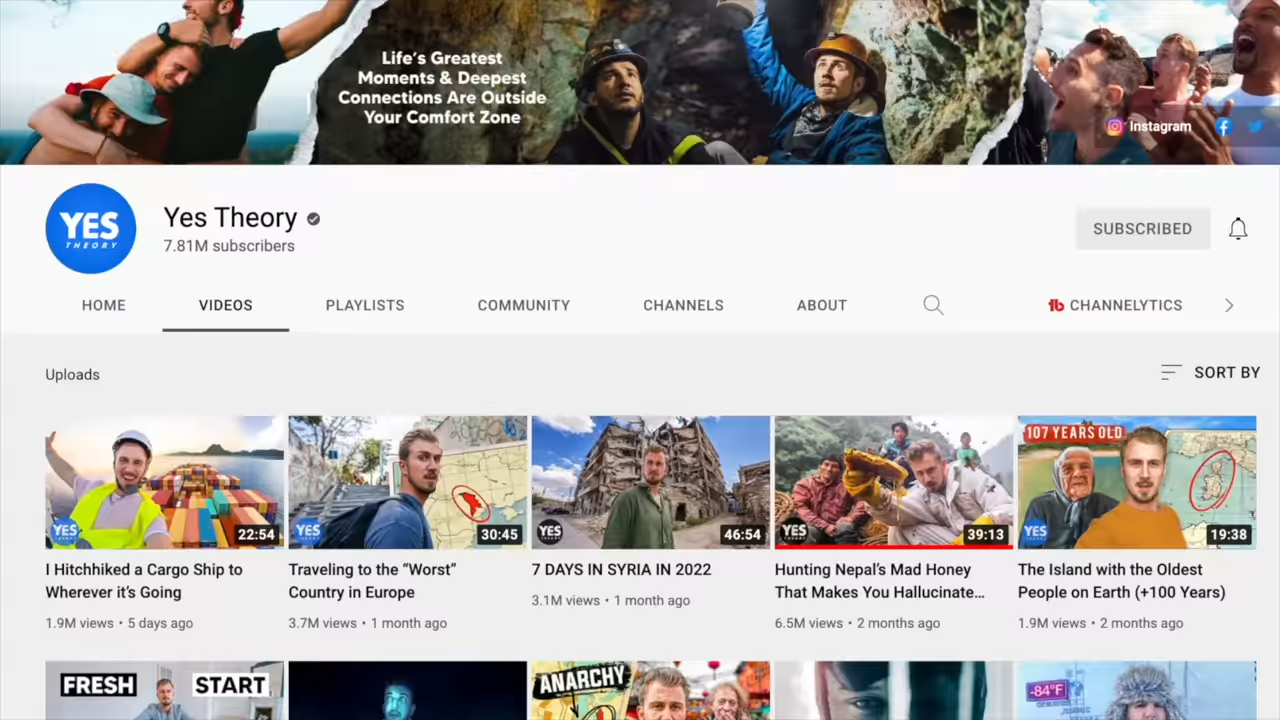 Life's Greatest
Moments & Deepest
Connections Are Outside
Your Comfort Zone
Instagram
YES
THEORY
Yes Theory
7.81M subscribers
SUBSCRIBED
HOME
VIDEOS
PLAYLISTS
COMMUNITY
CHANNELS
ABOUT
CHANNELYTICS
Uploads
SORT BY
YES
THEORY
22:54
YES
THEORY
30:45
YES
THEORY
46:54
YES
THEORY
39:13
107 YEARS OLD
YES
THEORY
19:38
I Hitchhiked a Cargo Ship to
Wherever it's Going
1.9M views • 5 days ago
Traveling to the “Worst”
Country in Europe
3.7M views • 1 month ago
7 DAYS IN SYRIA IN 2022
3.1M views • 1 month ago
Hunting Nepal's Mad Honey
That Makes You Hallucinate...
6.5M views • 2 months ago
The Island with the Oldest
People on Earth (+100 Years)
1.9M views • 2 months ago
FRESH START
ANARCHY
-84°F